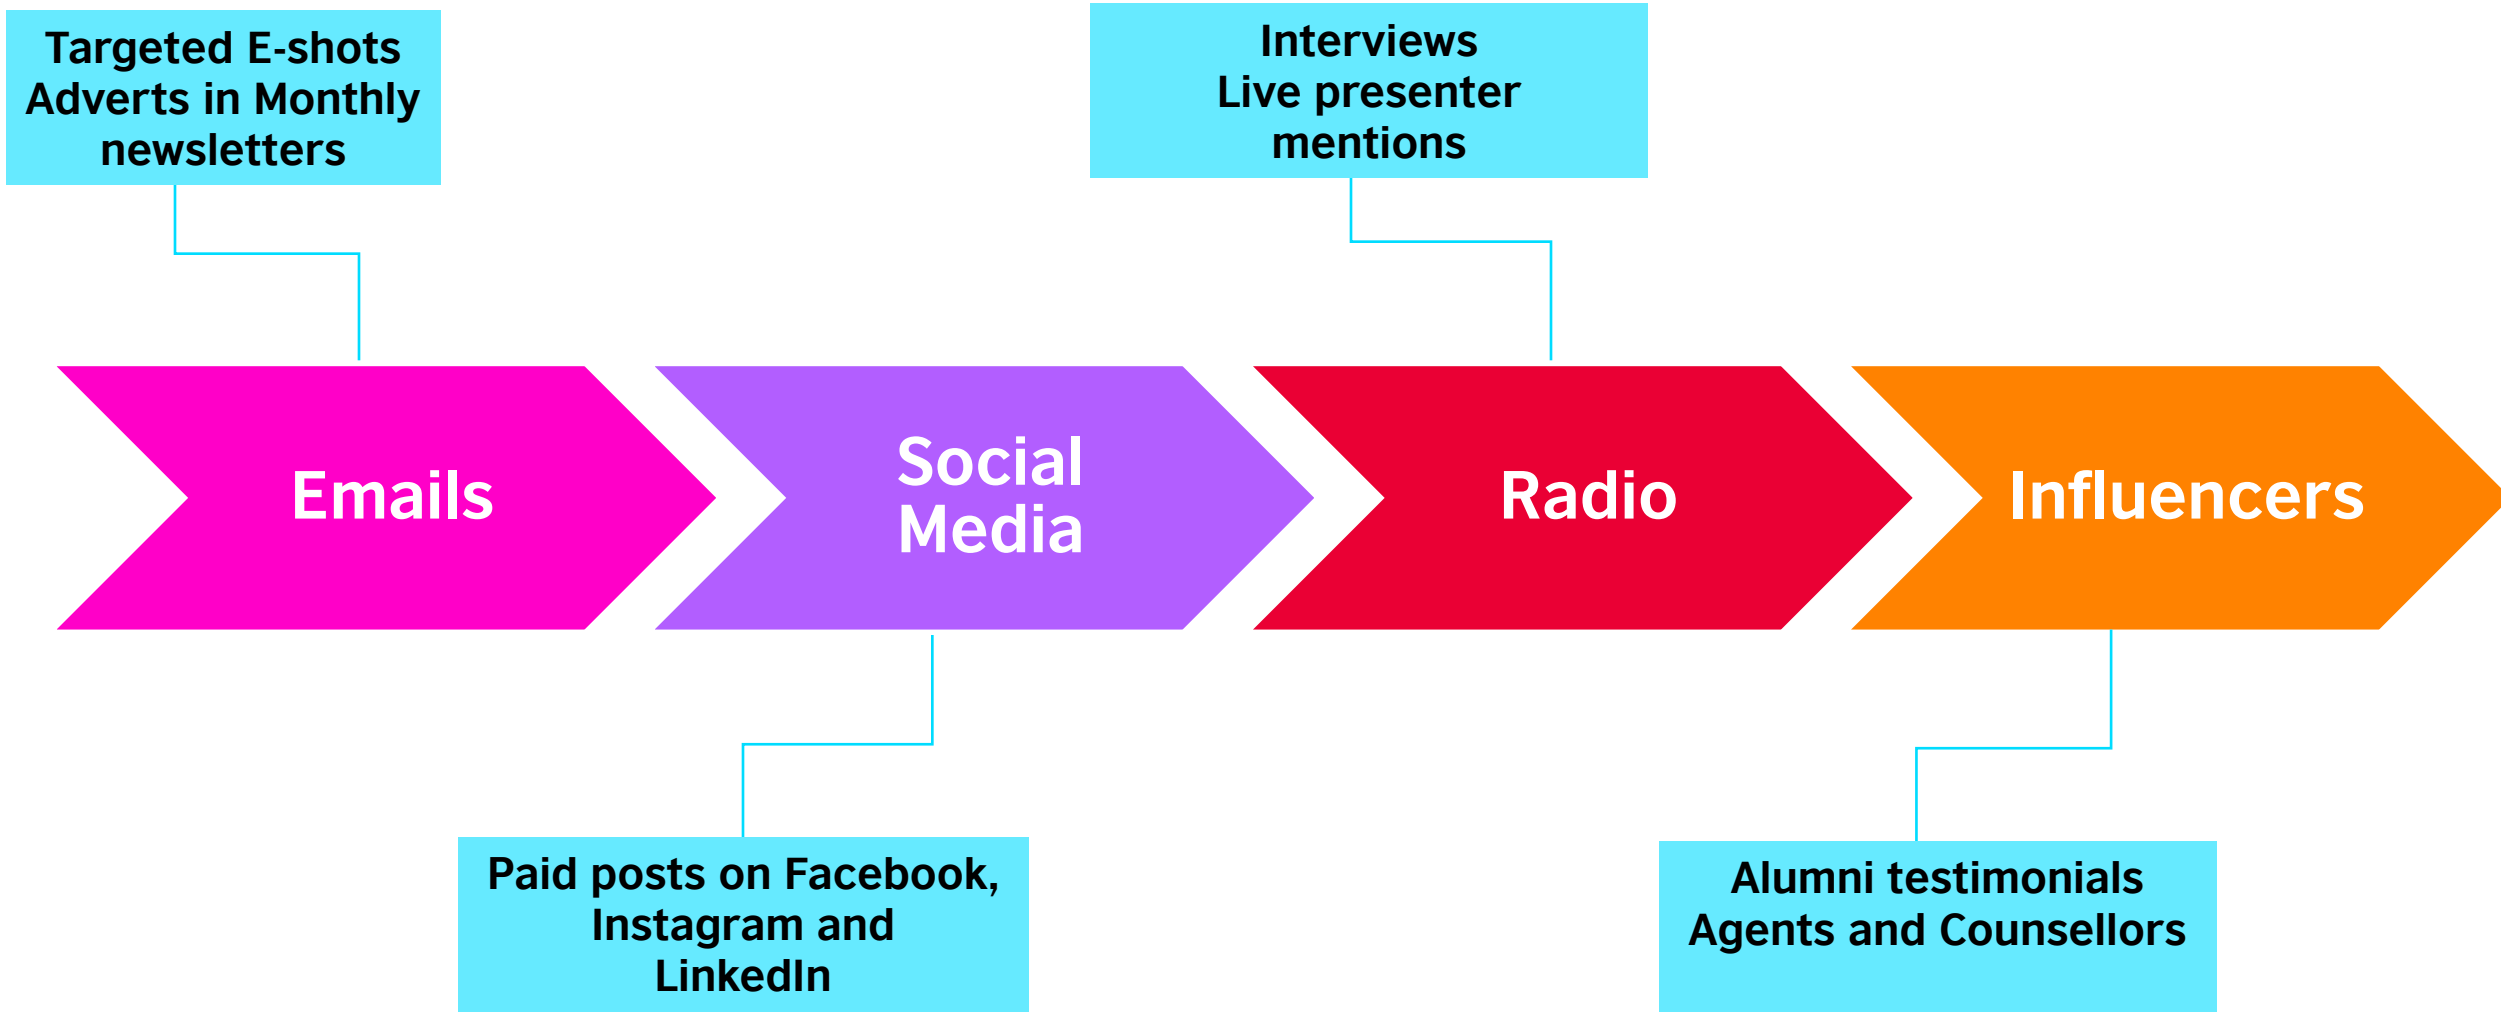 Targeted E-shots
Adverts in Monthly
newsletters
Interviews
Live presenter
mentions
Emails
Social
Media
Radio
Influencers
Paid posts on Facebook,
Instagram and
LinkedIn
Alumni testimonials
Agents and Counsellors